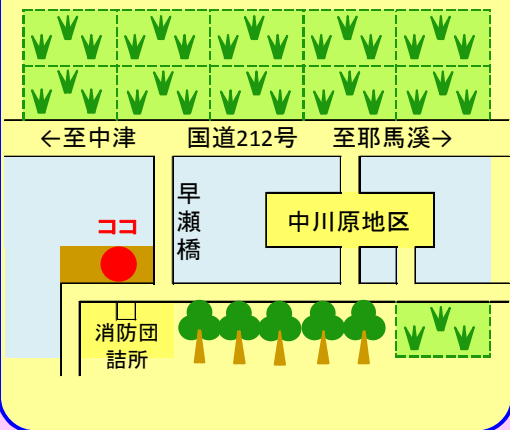 ←至中津
国道212号
至耶馬溪→
早瀬橋
中川原地区
ココ
消防団
詰所